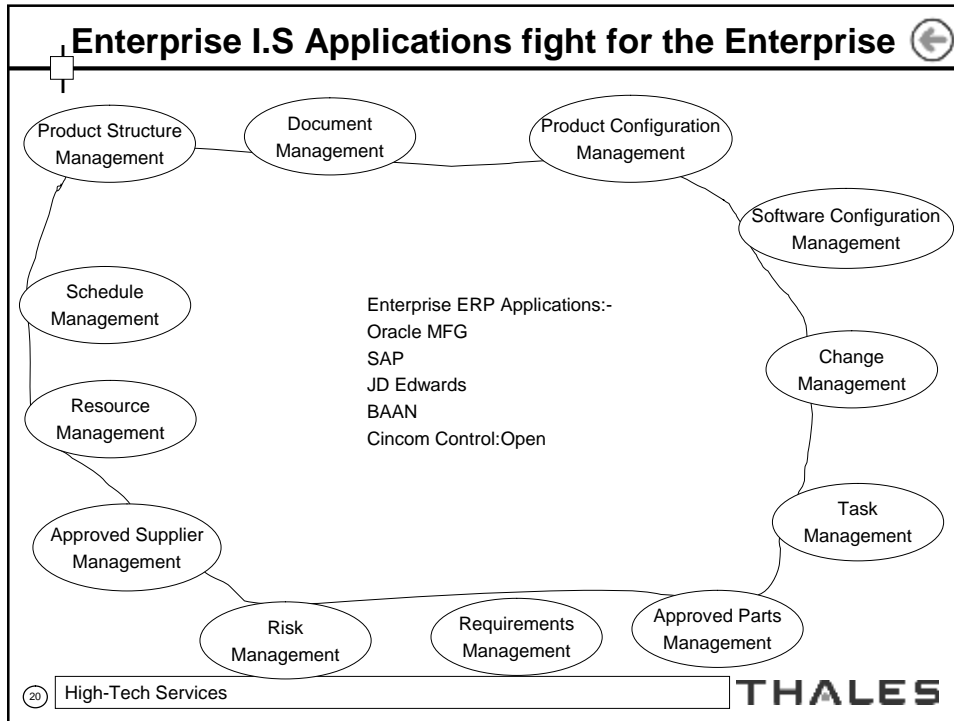 Enterprise I.S Applications fight for the Enterprise
Product Structure
Management
Document
Management
Product Configuration
Management
Software Configuration
Management
Schedule
Management
Enterprise ERP Applications:-
Oracle MFG
SAP
JD Edwards
BAAN
Cincom Control:Open
Change
Management
Resource
Management
Task
Management
Approved Supplier
Management
Risk
Management
Requirements
Management
Approved Parts
Management
20
High-Tech Services
THALES